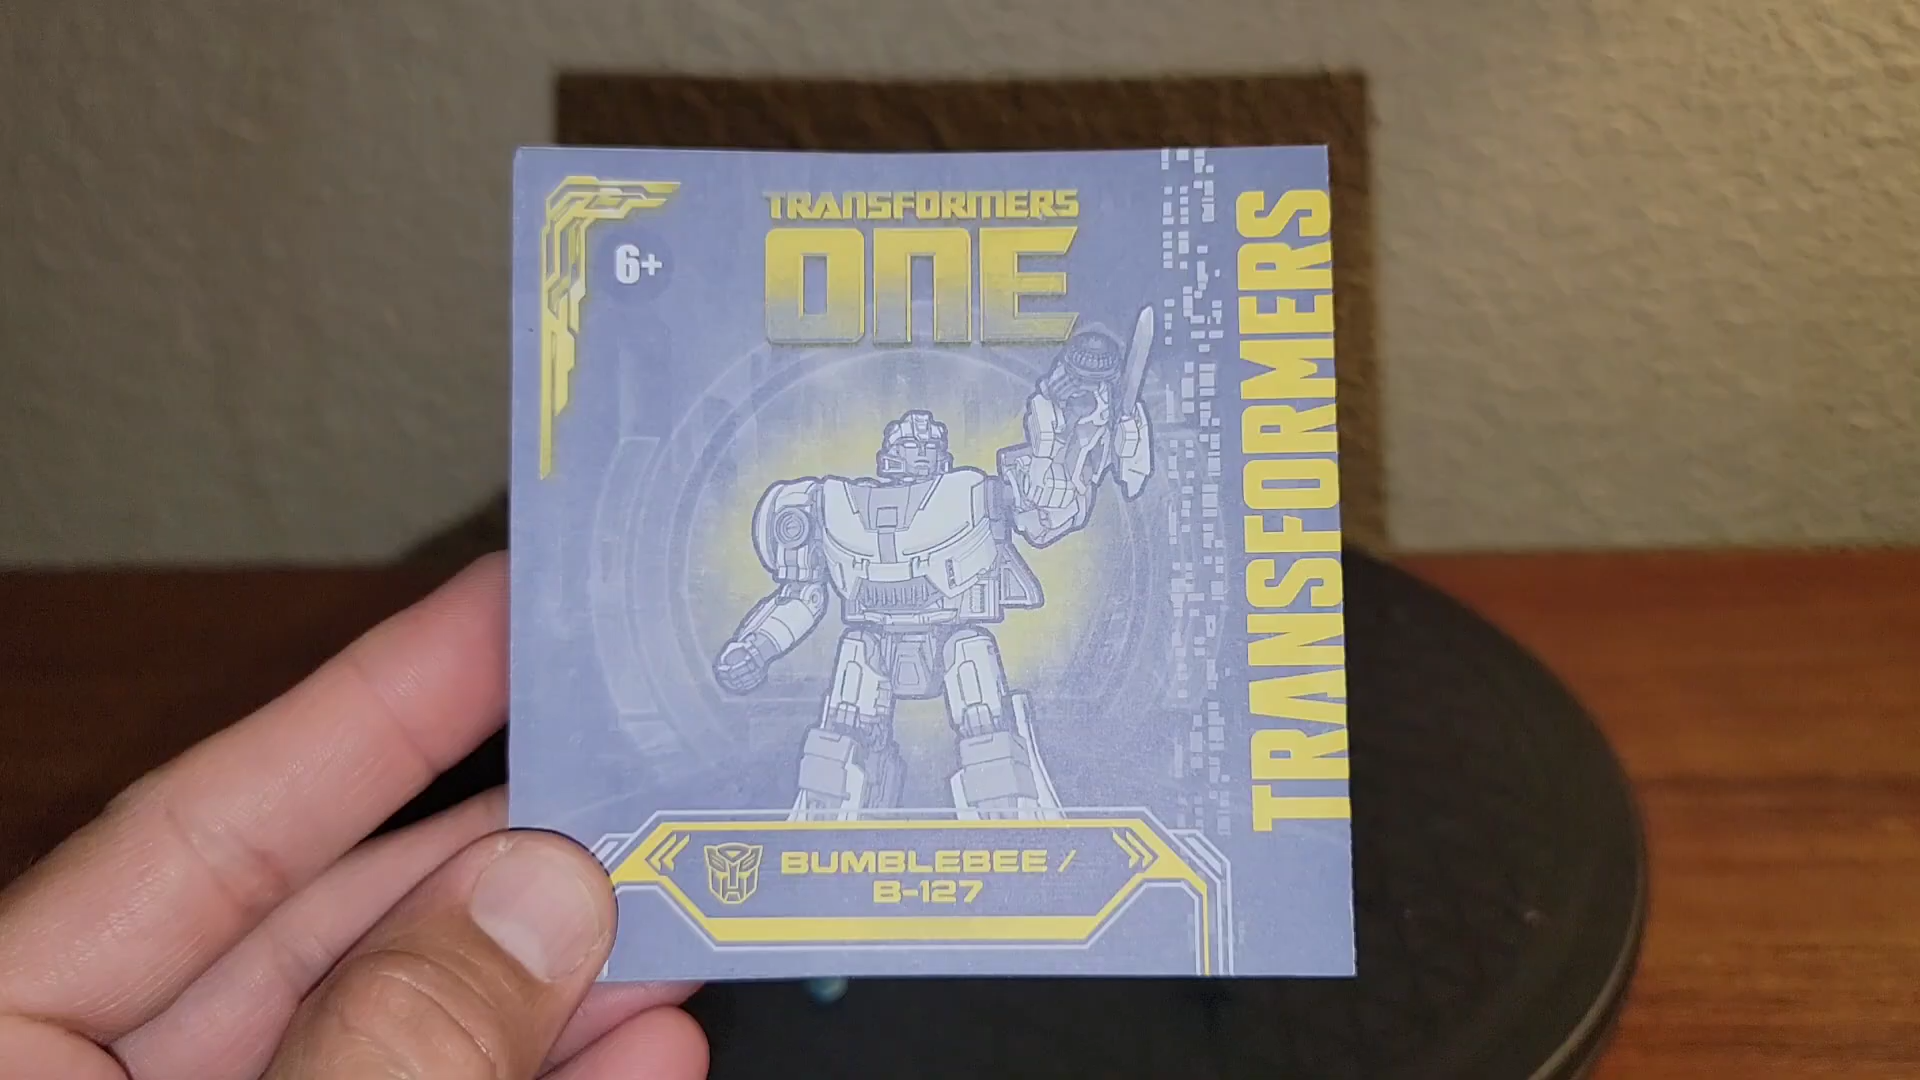 6+
TRANSFORMERS
ONE
TRANSFORMERS
BUMBLEBEE /
B-127